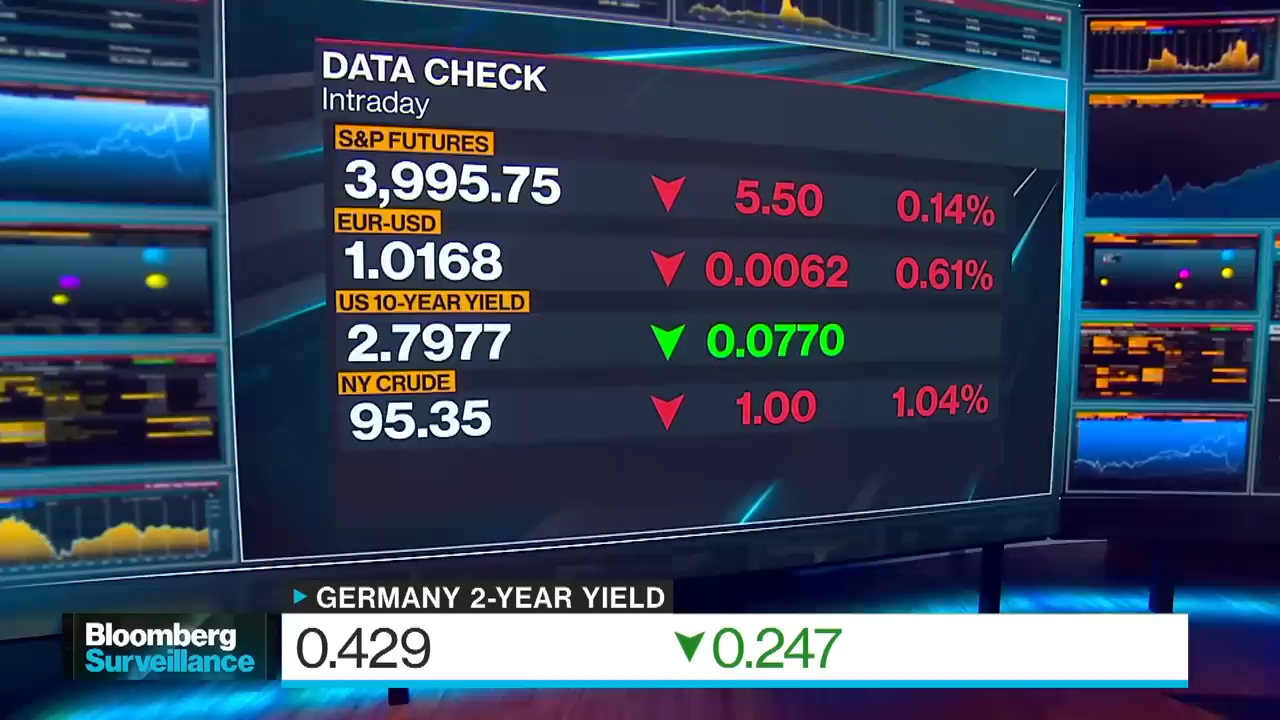 DATA CHECK
Intraday
S&P FUTURES
3,995.75 5.50 0.14%
EUR-USD
1.0168 0.0062 0.61%
US 10-YEAR YIELD
2.7977 0.0770
NY CRUDE
95.35 1.00 1.04%
GERMANY 2-YEAR YIELD
Bloomberg
Surveillance
0.429 0.247